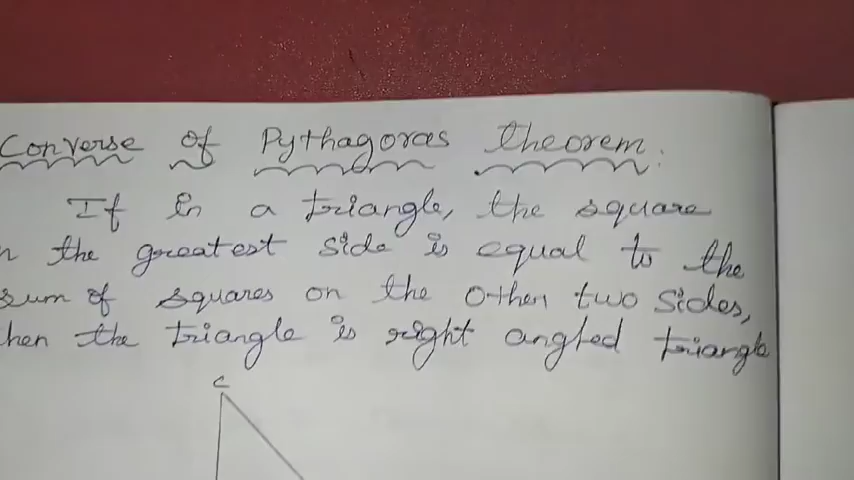 Converse of Pythagoras theorem.
If in a triangle, the square
n the greatest side is equal to the
sum of squares on the other two sides,
hen the triangle is right angled triangle
C